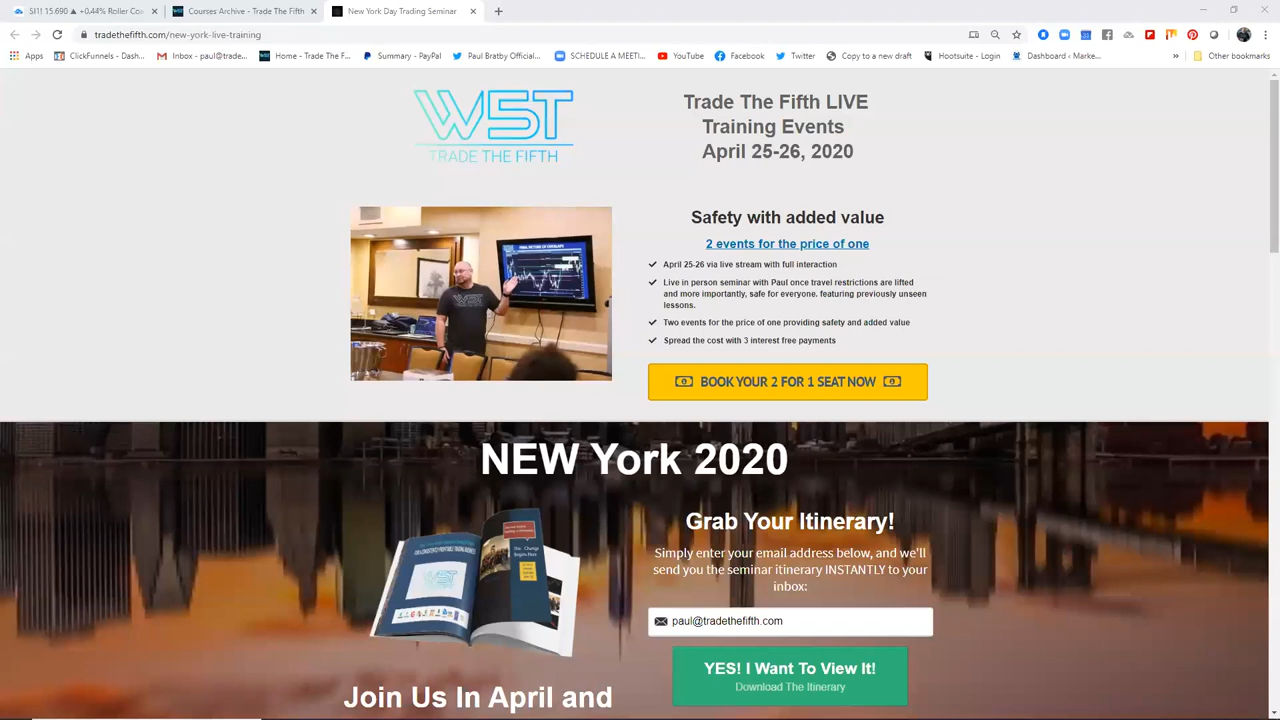 SI1! 15.690 ▲ +0.44% Roller Co
Courses Archive - Trade The Fifth
New York Day Trading Seminar
tradethefifth.com/new-york-live-training
Apps
ClickFunnels - Dash...
Inbox - paul@trade...
Home - Trade The F...
Summary - PayPal
Paul Bratby Official...
SCHEDULE A MEETI...
YouTube
Facebook
Twitter
Copy to a new draft
Hootsuite - Login
Dashboard ‹ Marke...
Other bookmarks
W5T
TRADE THE FIFTH
Trade The Fifth LIVE
Training Events
April 25-26, 2020
Safety with added value
2 events for the price of one
April 25-26 via live stream with full interaction
Live in person seminar with Paul once travel restrictions are lifted
and more importantly, safe for everyone. featuring previously unseen
lessons.
Two events for the price of one providing safety and added value
Spread the cost with 3 interest free payments
BOOK YOUR 2 FOR 1 SEAT NOW
NEW York 2020
Grab Your Itinerary!
Simply enter your email address below, and we'll
send you the seminar itinerary INSTANTLY to your
inbox:
paul@tradethefifth.com
YES! I Want To View It!
Download The Itinerary
Join Us In April and